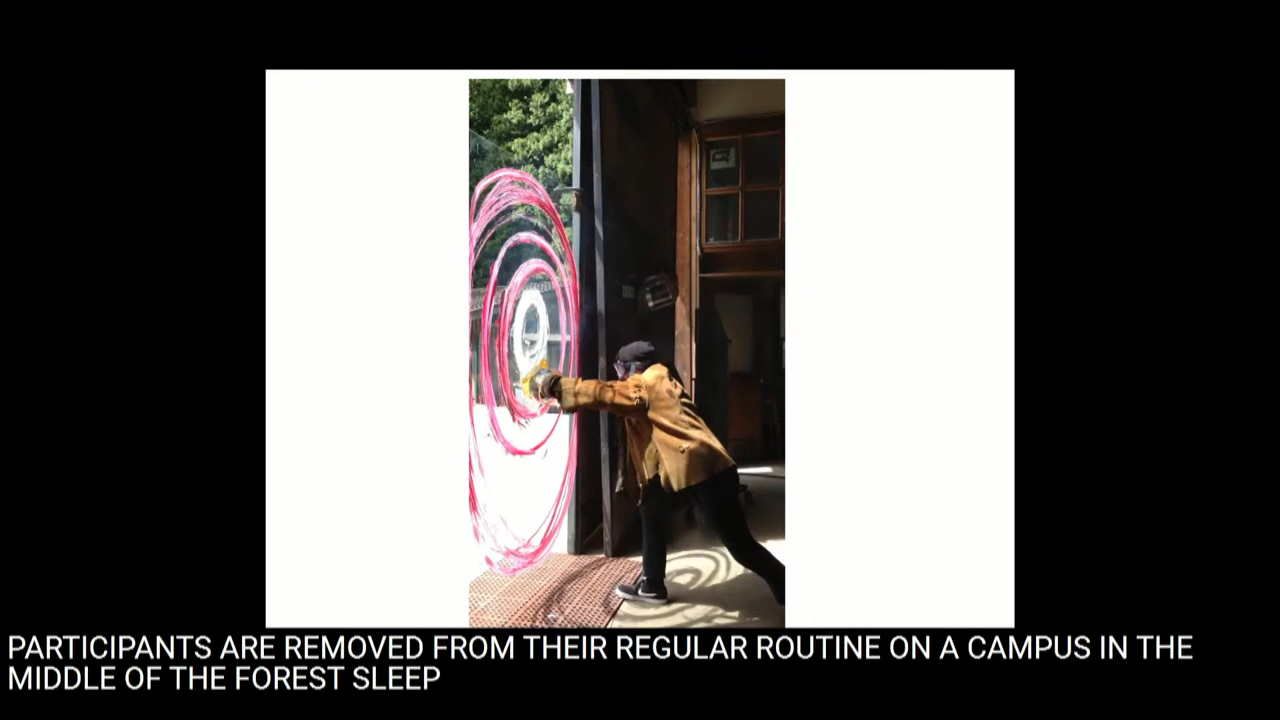 PARTICIPANTS ARE REMOVED FROM THEIR REGULAR ROUTINE ON A CAMPUS IN THE
MIDDLE OF THE FOREST SLEEP